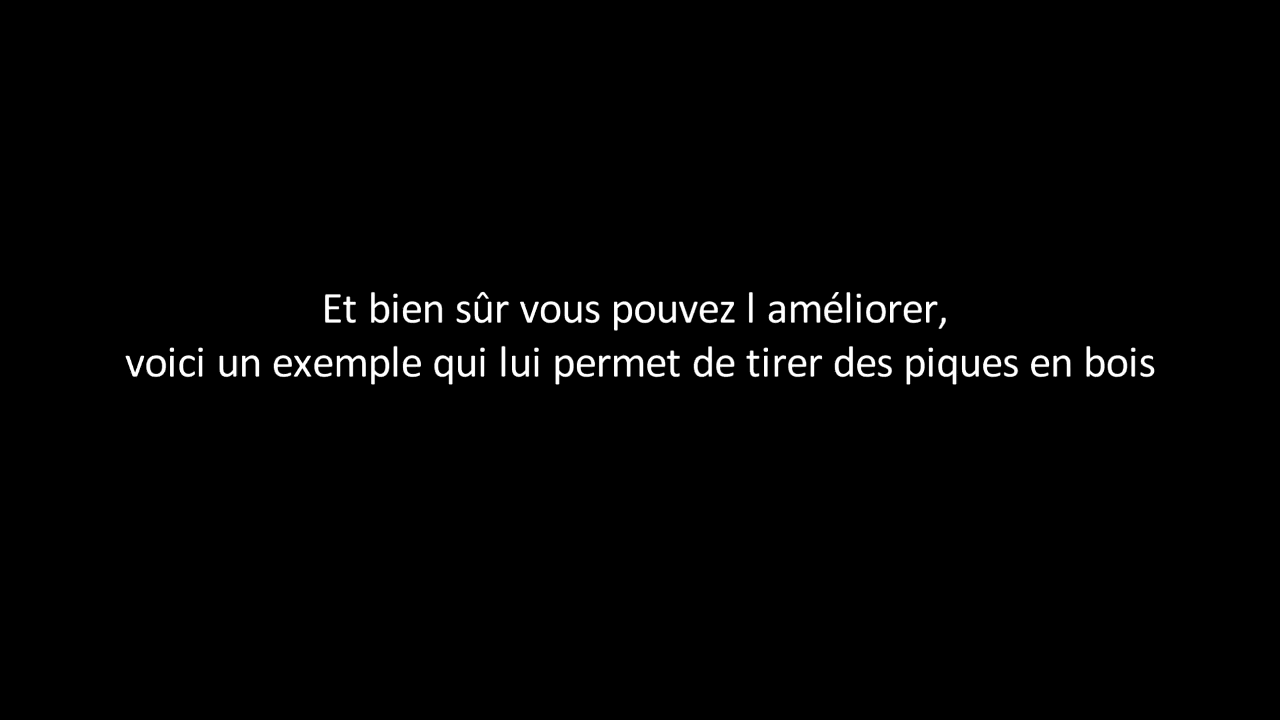 Et bien sûr vous pouvez l améliorer,
voici un exemple qui lui permet de tirer des piques en bois